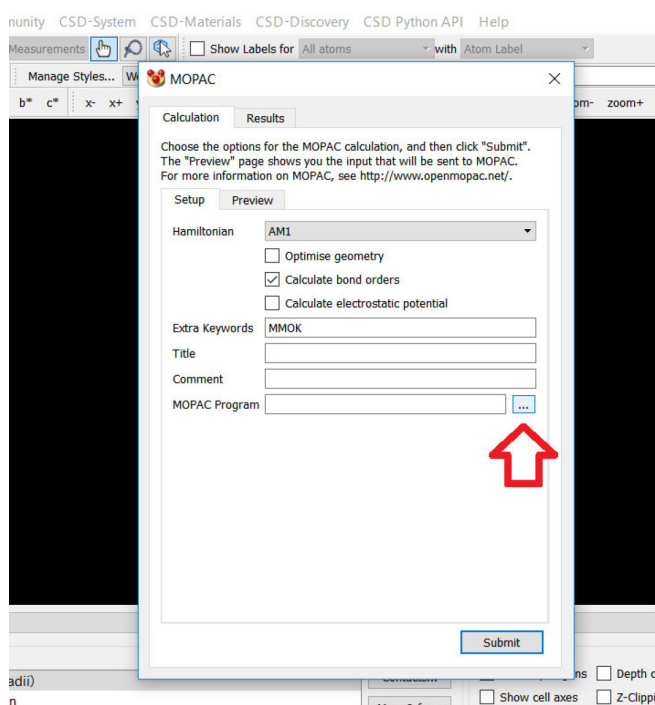 CSD-System CSD-Materials CSD-Discovery CSD Python API Help
Measurements Show Labels for All atoms with Atom Label
Manage Styles...
b* c* x- x+ zoom+
MOPAC
Calculation Results
Choose the options for the MOPAC calculation, and then click "Submit".
The "Preview" page shows you the input that will be sent to MOPAC.
For more information on MOPAC, see http://www.openmopac.net/.
Setup Preview
Hamiltonian AM1
Optimise geometry
Calculate bond orders
Calculate electrostatic potential
Extra Keywords MMOK
Title
Comment
MOPAC Program ...
Submit
Depth
Show cell axes